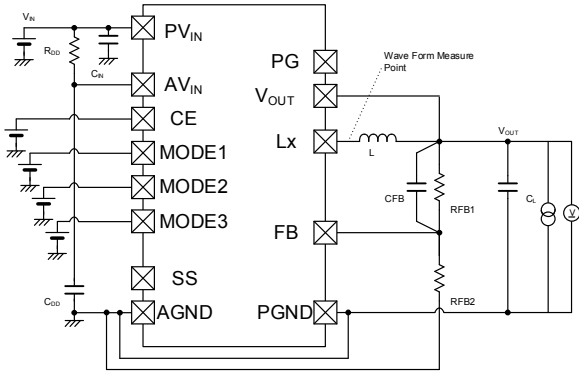 VIN
PVIN
RDD
CIN
PG
Wave Form Measure
Point
AVIN
VOUT
CE
Lx
VOUT
L
MODE1
MODE2
CFB
RFB1
CL
V
MODE3
FB
SS
CDD
RFB2
AGND
PGND